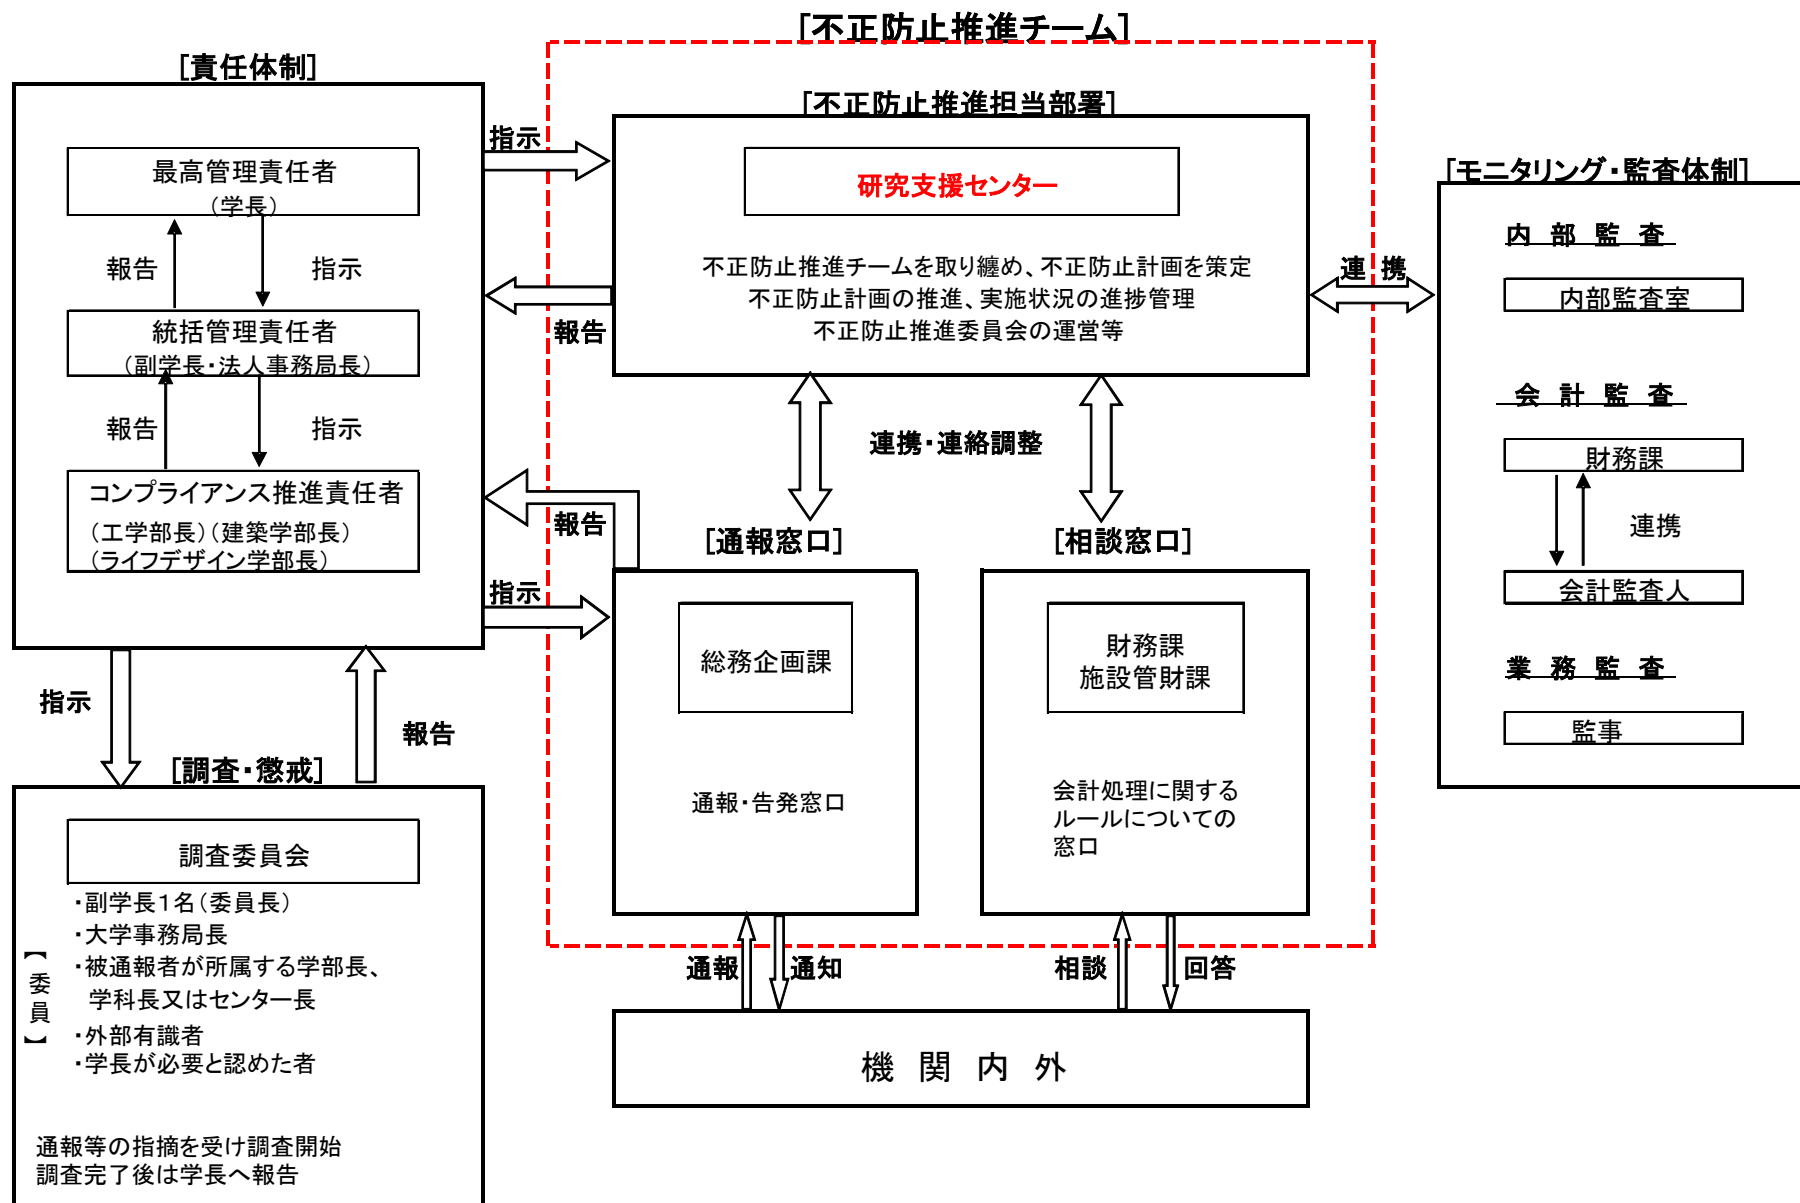 [不正防止推進チーム]
[責任体制]
最高管理責任者
（学長）
報告
指示
統括管理責任者
（副学長・法人事務局長）
報告
指示
コンプライアンス推進責任者
（工学部長）（建築学部長）
（ライフデザイン学部長）
指示
報告
報告
指示
[不正防止推進担当部署]
研究支援センター
不正防止推進チームを取り纏め、不正防止計画を策定
不正防止計画の推進、実施状況の進捗管理
不正防止推進委員会の運営等
連　携
連携・連絡調整
[通報窓口]
総務企画課
通報・告発窓口
[相談窓口]
財務課
施設管財課
会計処理に関する
ルールについての
窓口
通報
通知
相談
回答
機　関　内　外
[モニタリング・監査体制]
内　部　監　査
内部監査室
会　計　監　査
財務課
連携
会計監査人
業　務　監　査
監事
指示
報告
[調査・懲戒]
調査委員会
【委員】
・副学長１名（委員長）
・大学事務局長
・被通報者が所属する学部長、
学科長又はセンター長
・外部有識者
・学長が必要と認めた者
通報等の指摘を受け調査開始
調査完了後は学長へ報告